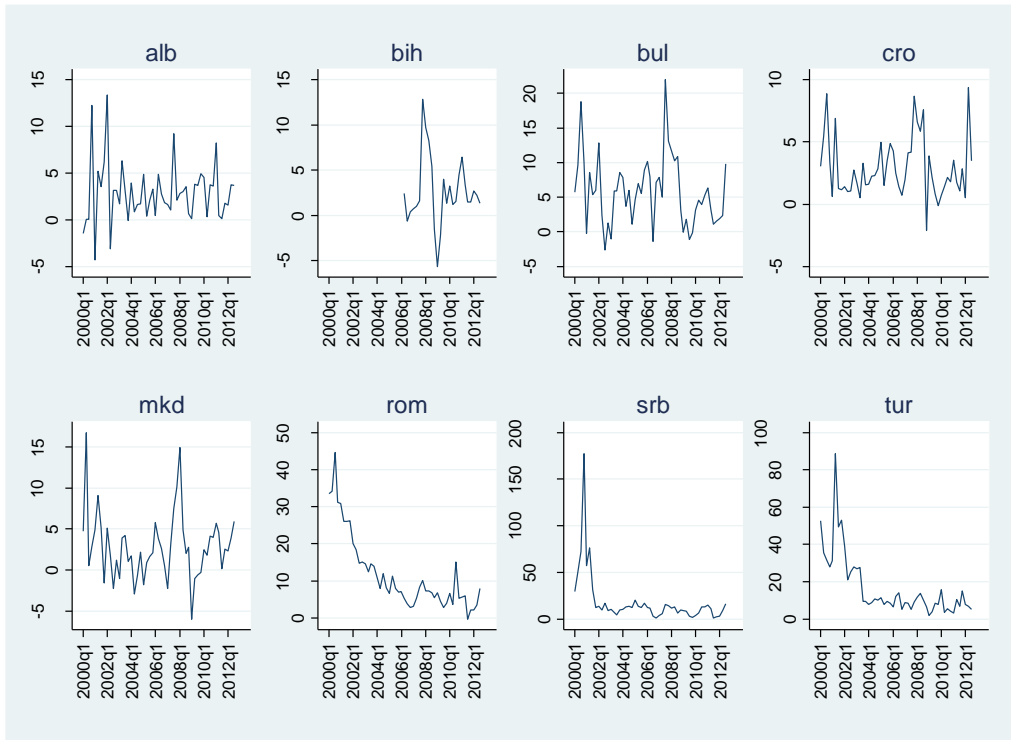 alb
15
10
5
0
-5
2000q1
2002q1
2004q1
2006q1
2008q1
2010q1
2012q1
bih
15
10
5
0
-5
2000q1
2002q1
2004q1
2006q1
2008q1
2010q1
2012q1
bul
20
15
10
5
0
-5
2000q1
2002q1
2004q1
2006q1
2008q1
2010q1
2012q1
cro
10
5
0
-5
2000q1
2002q1
2004q1
2006q1
2008q1
2010q1
2012q1
mkd
15
10
5
0
-5
2000q1
2002q1
2004q1
2006q1
2008q1
2010q1
2012q1
rom
50
40
30
20
10
0
2000q1
2002q1
2004q1
2006q1
2008q1
2010q1
2012q1
srb
200
150
100
50
0
2000q1
2002q1
2004q1
2006q1
2008q1
2010q1
2012q1
tur
100
80
60
40
20
0
2000q1
2002q1
2004q1
2006q1
2008q1
2010q1
2012q1